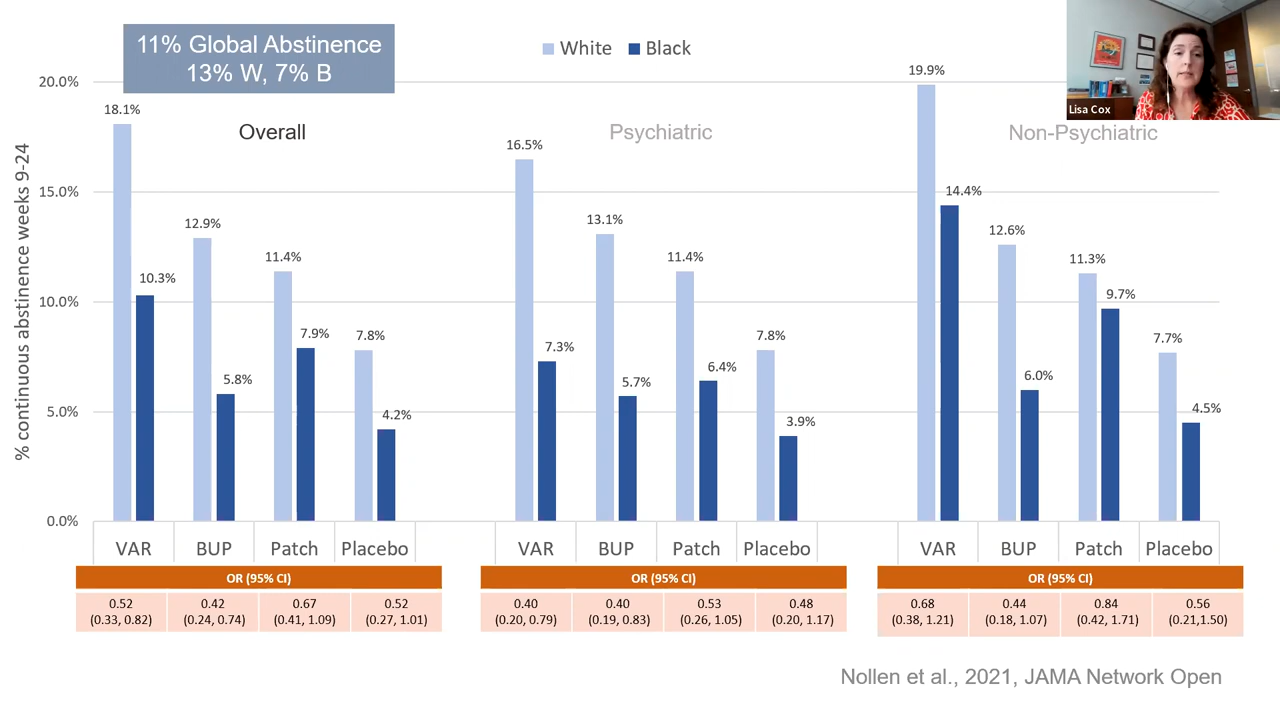 11% Global Abstinence
13% W, 7% B
White Black
Lisa Cox
% continuous abstinence weeks 9-24
20.0%
15.0%
10.0%
5.0%
0.0%
Overall
18.1%
10.3%
12.9%
5.8%
11.4%
7.9%
7.8%
4.2%
VAR BUP Patch Placebo
OR (95% CI)
0.52 0.42 0.67 0.52
(0.33, 0.82) (0.24, 0.74) (0.41, 1.09) (0.27, 1.01)
Psychiatric
16.5%
7.3%
13.1%
5.7%
11.4%
6.4%
7.8%
3.9%
VAR BUP Patch Placebo
OR (95% CI)
0.40 0.40 0.53 0.48
(0.20, 0.79) (0.19, 0.83) (0.26, 1.05) (0.20, 1.17)
Non-Psychiatric
19.9%
14.4%
12.6%
6.0%
11.3%
9.7%
7.7%
4.5%
VAR BUP Patch Placebo
OR (95% CI)
0.68 0.44 0.84 0.56
(0.38, 1.21) (0.18, 1.07) (0.42, 1.71) (0.21,1.50)
Nollen et al., 2021, JAMA Network Open